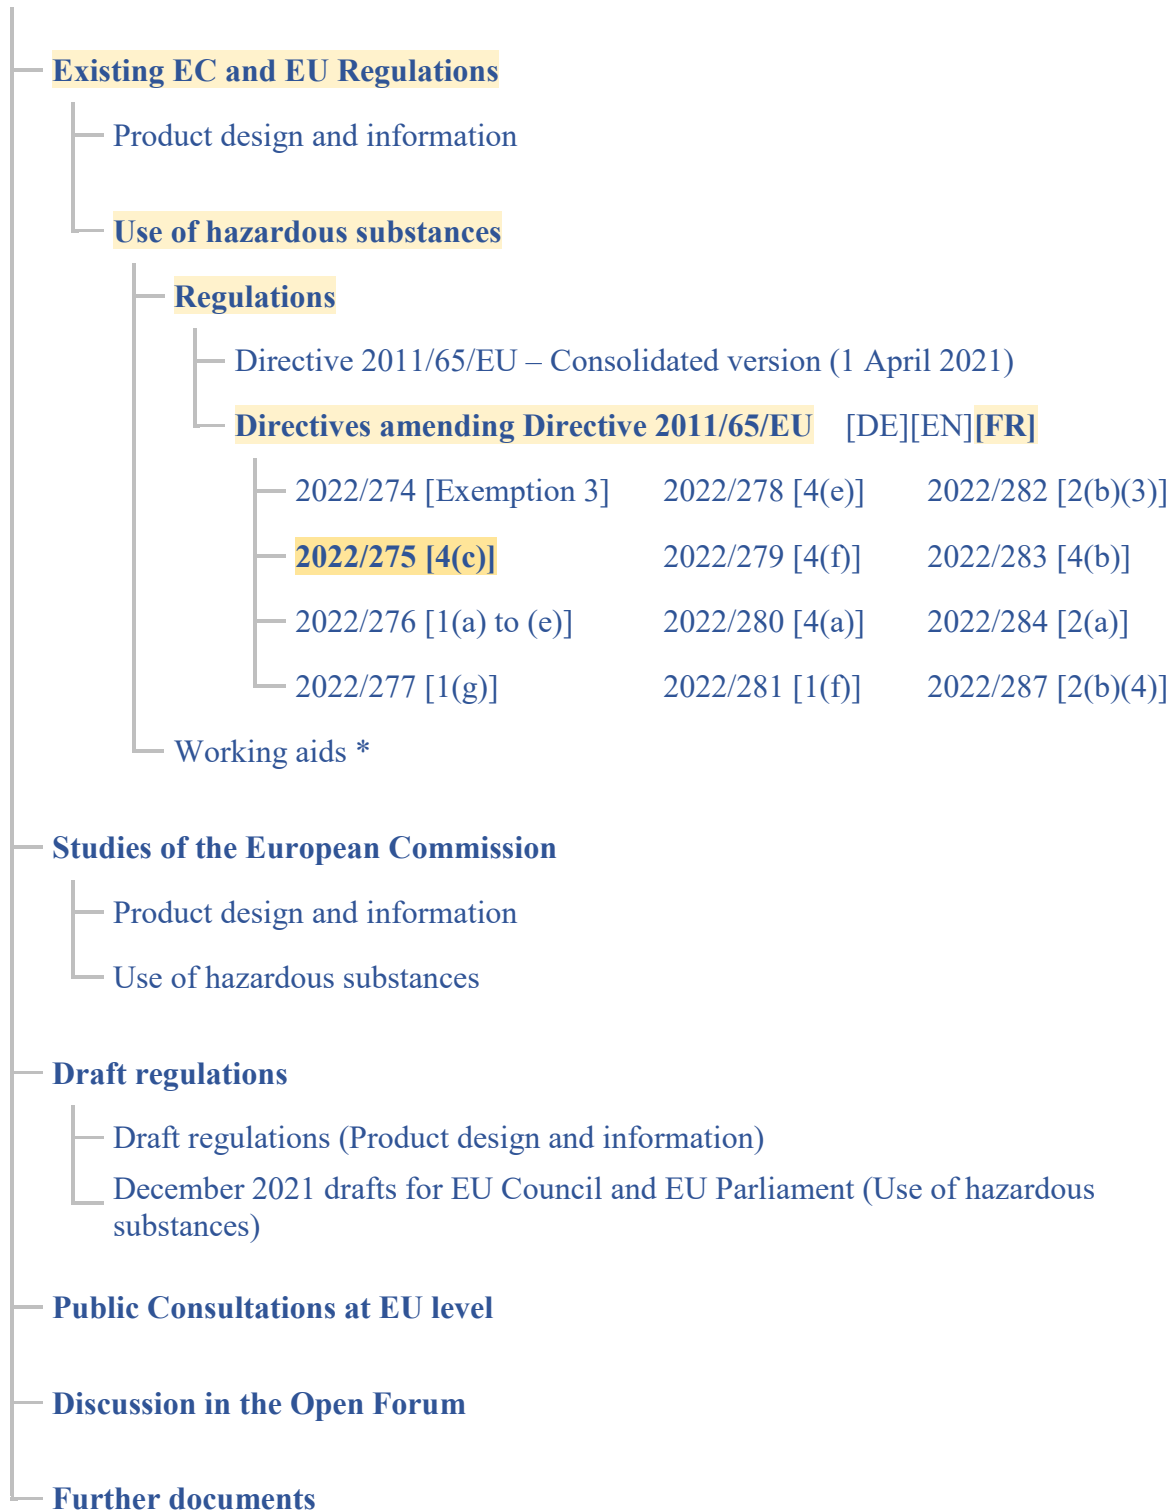 Existing EC and EU Regulations
Product design and information
Use of hazardous substances
Regulations
Directive 2011/65/EU – Consolidated version (1 April 2021)
Directives amending Directive 2011/65/EU [DE][EN][FR]
2022/274 [Exemption 3] 2022/278 [4(e)] 2022/282 [2(b)(3)]
2022/275 [4(c)] 2022/279 [4(f)] 2022/283 [4(b)]
2022/276 [1(a) to (e)] 2022/280 [4(a)] 2022/284 [2(a)]
2022/277 [1(g)] 2022/281 [1(f)] 2022/287 [2(b)(4)]
Working aids *
Studies of the European Commission
Product design and information
Use of hazardous substances
Draft regulations
Draft regulations (Product design and information)
December 2021 drafts for EU Council and EU Parliament (Use of hazardous
substances)
Public Consultations at EU level
Discussion in the Open Forum
Further documents